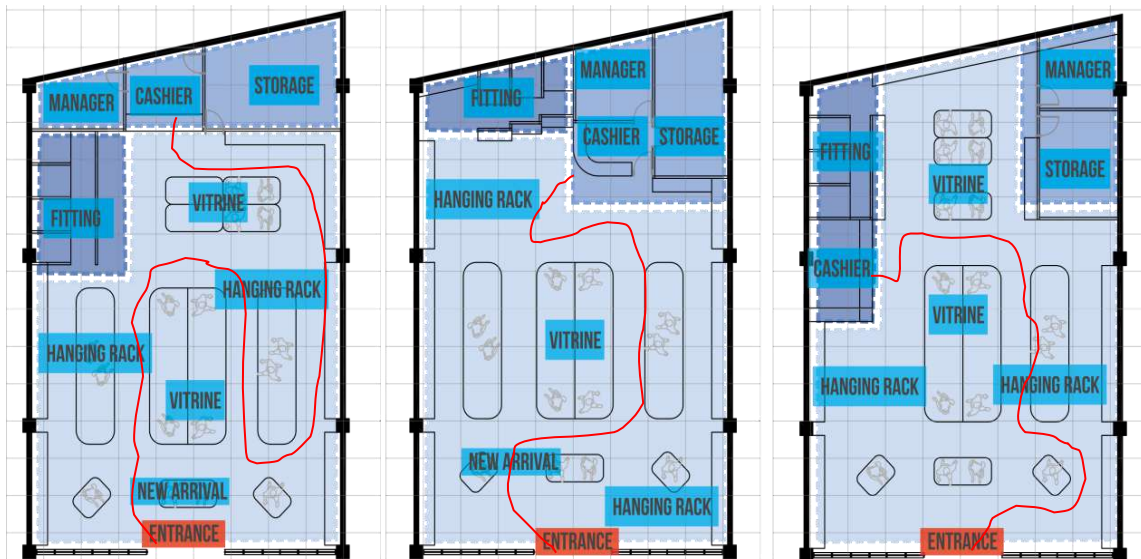 MANAGER
CASHIER
STORAGE
FITTING
VITRINE
HANGING RACK
HANGING RACK
VITRINE
NEW ARRIVAL
ENTRANCE
FITTING
MANAGER
CASHIER
STORAGE
HANGING RACK
VITRINE
NEW ARRIVAL
HANGING RACK
ENTRANCE
MANAGER
FITTING
STORAGE
VITRINE
CASHIER
VITRINE
HANGING RACK
HANGING RACK
ENTRANCE